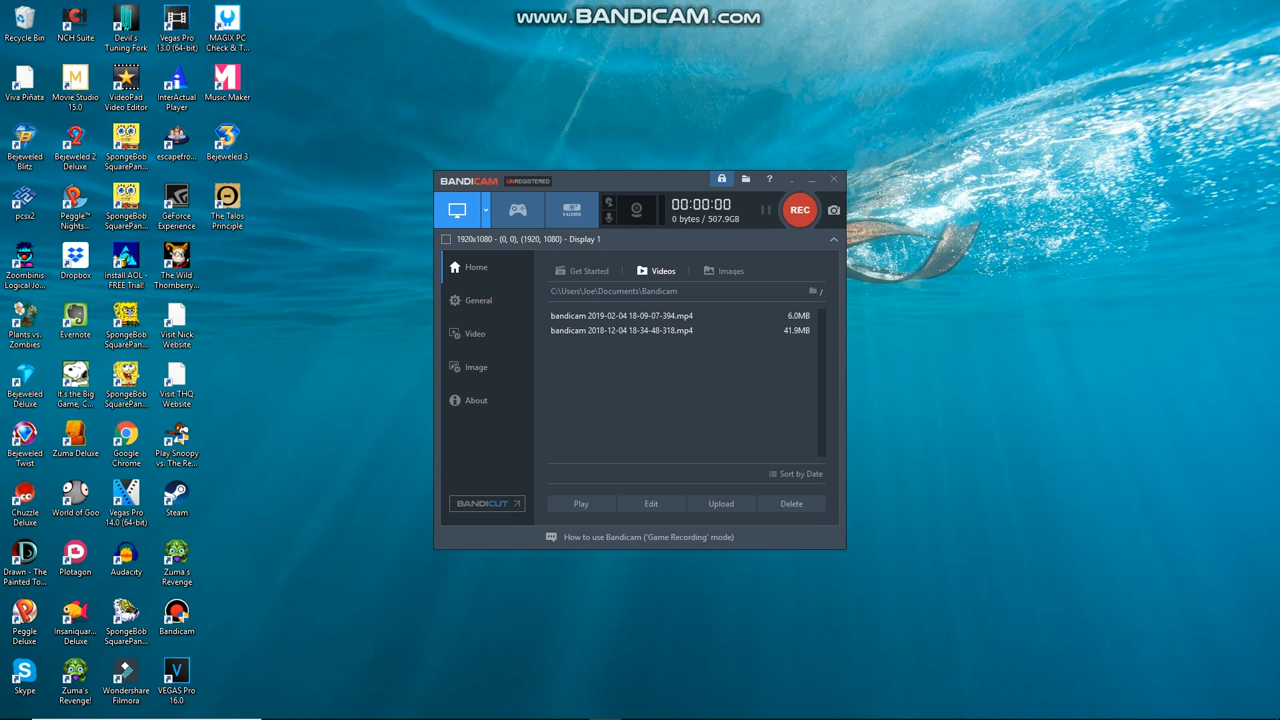 www.BANDICAM.com
Recycle Bin
NCH Suite
Devil's
Tuning Fork
Vegas Pro
13.0 (64-bit)
MAGIX PC
Check & T...
Viva Piñata
Movie Studio
15.0
VideoPad
Video Editor
InterActual
Player
Music Maker
Bejeweled
Blitz
Bejeweled 2
Deluxe
SpongeBob
SquarePan...
escapefro...
Bejeweled 3
pcsx2
Peggle™
Nights...
SpongeBob
SquarePan...
GeForce
Experience
The Talos
Principle
Zoombinis
Logical Jo...
Dropbox
Install AOL -
FREE Trial!
The Wild
Thornberry...
Plants vs.
Zombies
Evernote
SpongeBob
SquarePan...
Visit Nick
Website
Bejeweled
Deluxe
It's the Big
Game, C...
SpongeBob
SquarePan...
Visit THQ
Website
Bejeweled
Twist
Zuma Deluxe
Google
Chrome
Play Snoopy
vs. The Re...
Chuzzle
Deluxe
World of Goo
Vegas Pro
14.0 (64-bit)
Steam
Drawn - The
Painted To...
Plotagon
Audacity
Zuma's
Revenge
Peggle
Deluxe
Insaniquar...
Deluxe
SpongeBob
SquarePan...
Bandicam
Skype
Zuma's
Revenge!
Wondershare
Filmora
VEGAS Pro
16.0
BANDICAM UNREGISTERED
HDMI
00:00:00
0 bytes / 507.9GB
REC
1920x1080 - (0, 0), (1920, 1080) - Display 1
Home
General
Video
Image
About
BANDICUT
Get Started
Videos
Images
C:\Users\Joe\Documents\Bandicam
bandicam 2019-02-04 18-09-07-394.mp4 6.0MB
bandicam 2018-12-04 18-34-48-318.mp4 41.9MB
Sort by Date
Play Edit Upload Delete
How to use Bandicam ('Game Recording' mode)